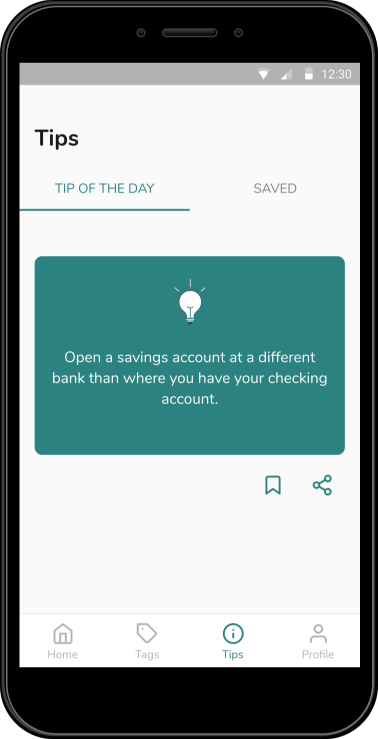 12:30
Tips
TIP OF THE DAY SAVED
Open a savings account at a different
bank than where you have your checking
account.
Home Tags Tips Profile